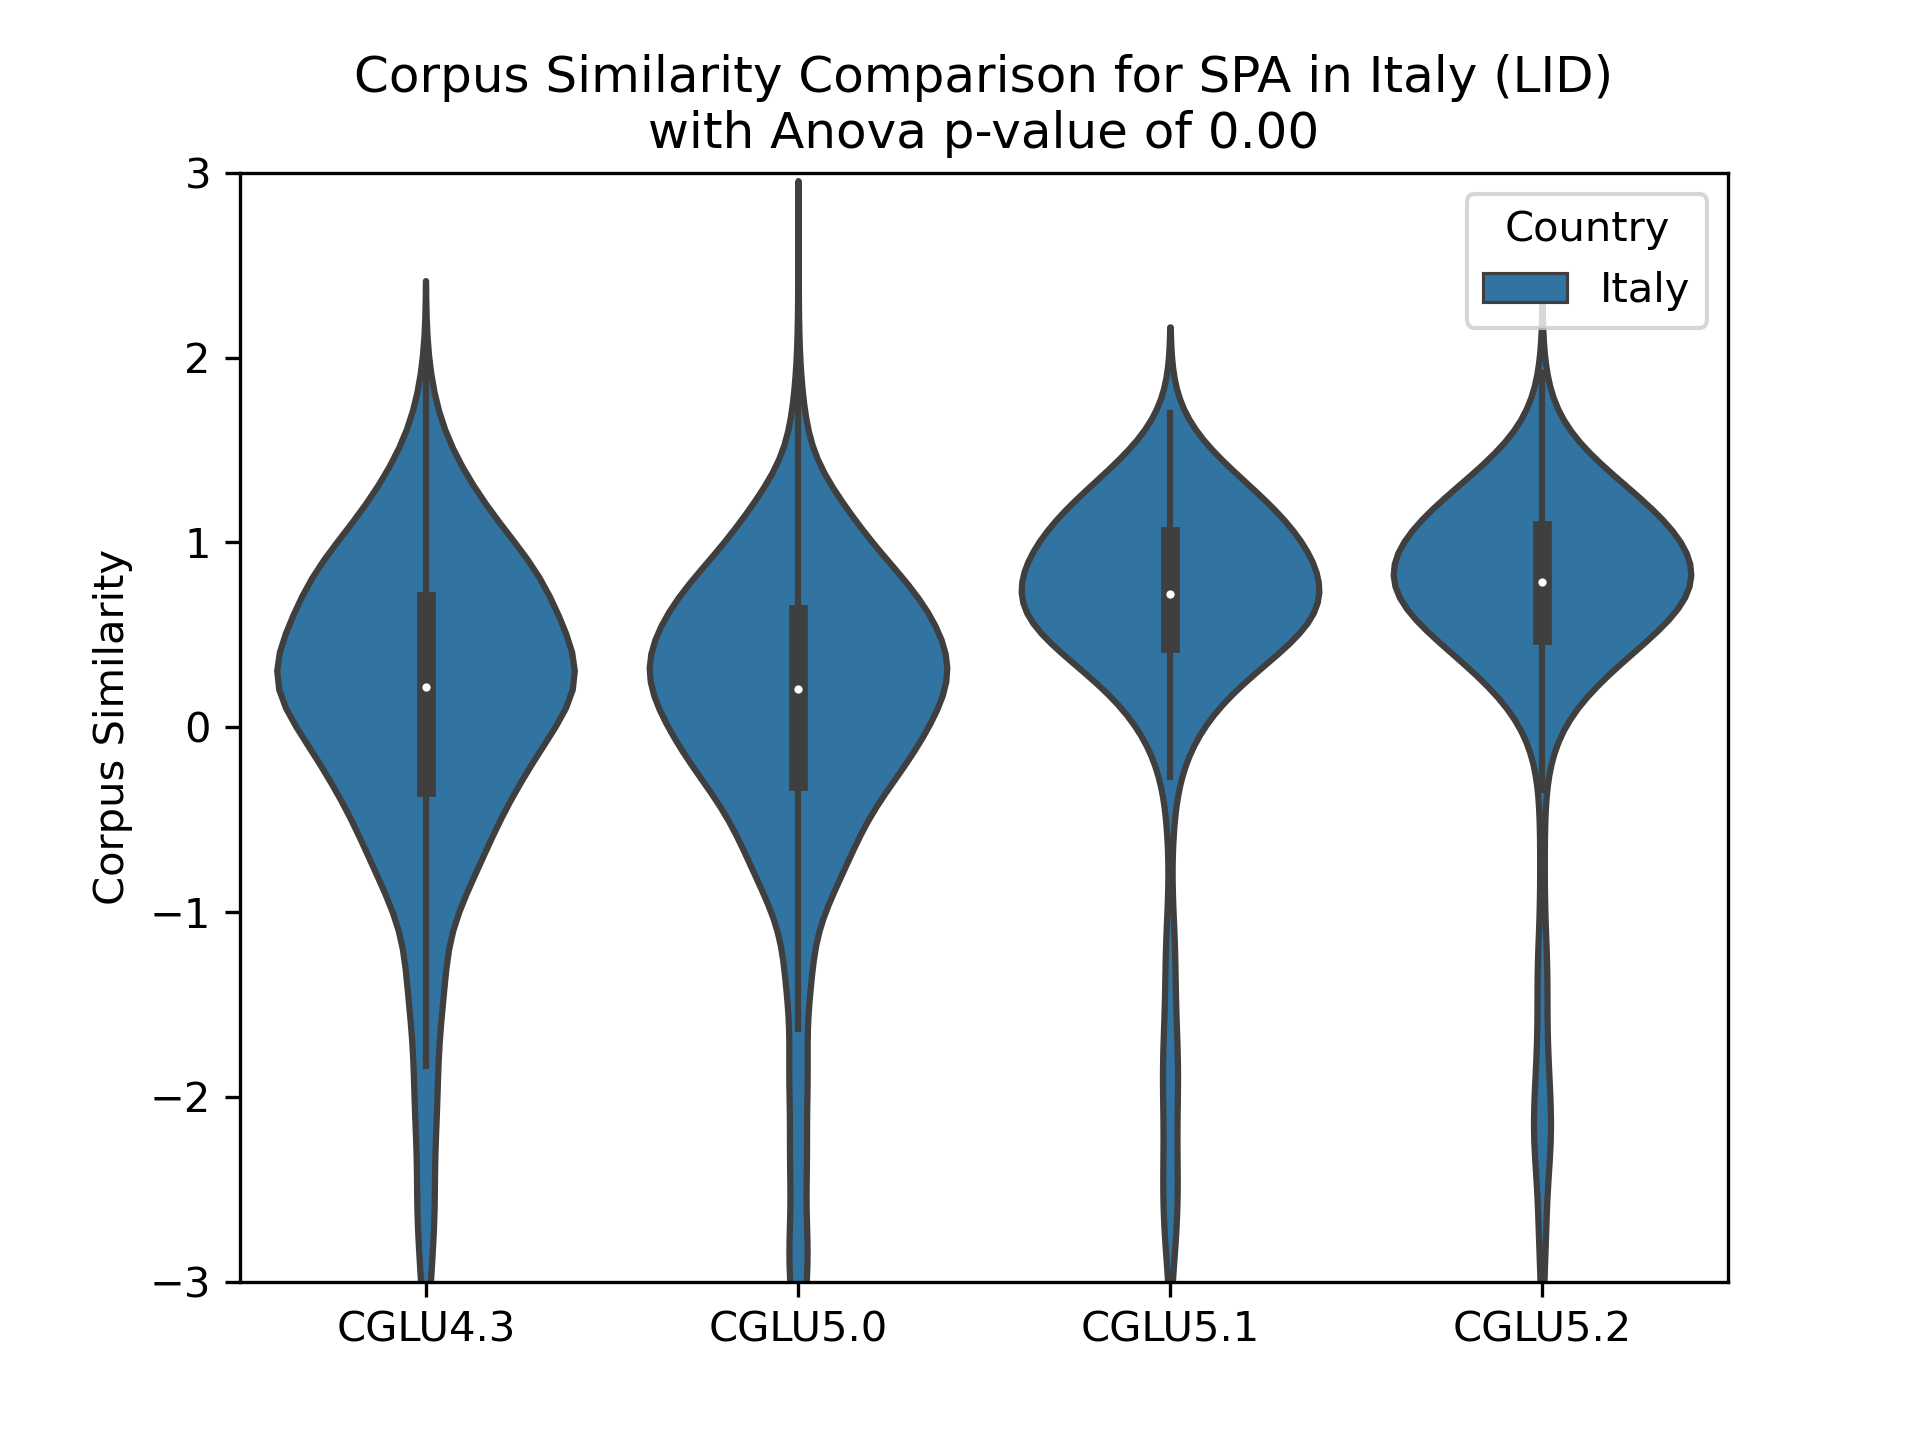 Corpus Similarity Comparison for SPA in Italy (LID)
with Anova p-value of 0.00
Country
Italy
Corpus Similarity
3
2
1
0
−1
−2
−3
CGLU4.3
CGLU5.0
CGLU5.1
CGLU5.2